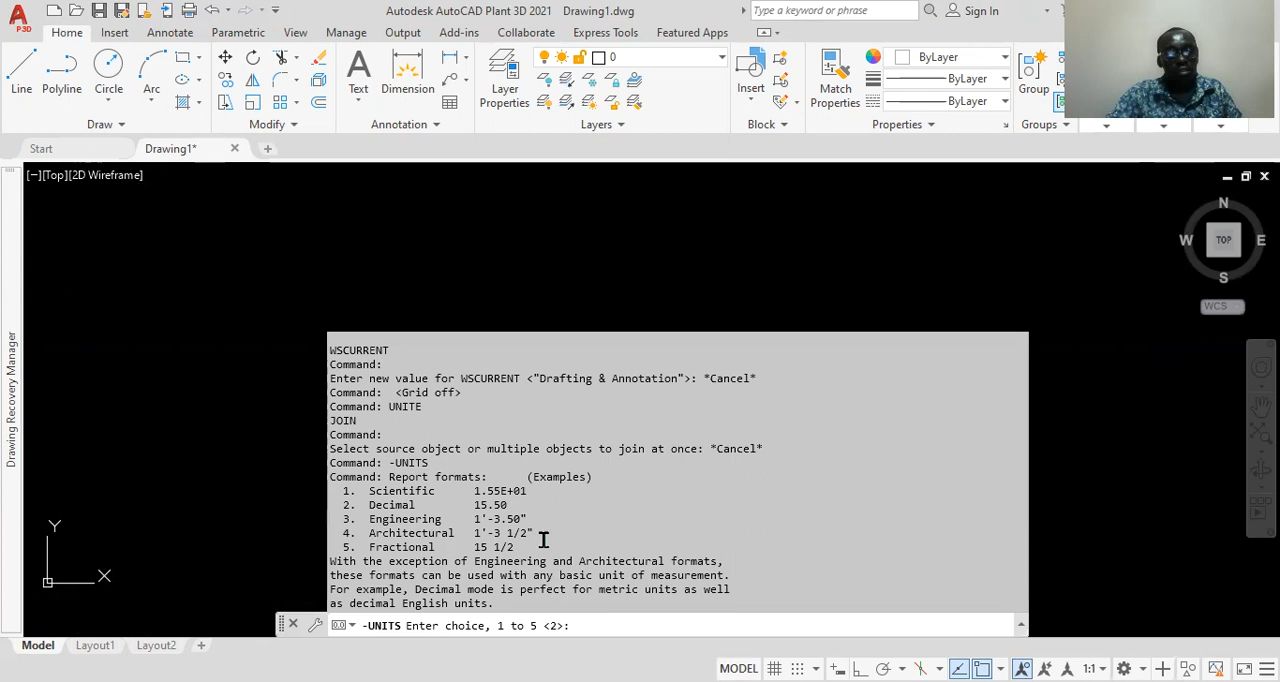 Autodesk AutoCAD Plant 3D 2021 Drawing1.dwg
Type a keyword or phrase
Sign In
P3D
Home Insert Annotate Parametric View Manage Output Add-ins Collaborate Express Tools Featured Apps
Line Polyline Circle Arc
Text Dimension
Layer Properties
0
Insert
Match Properties
ByLayer
ByLayer
ByLayer
Group
Draw Modify Annotation Layers Block Properties Groups
Start Drawing1*
[−][Top][2D Wireframe]
N
W TOP E
S
WCS
Drawing Recovery Manager
WSCURRENT
Command:
Enter new value for WSCURRENT <"Drafting & Annotation">: *Cancel*
Command: <Grid off>
Command: UNITE
JOIN
Command:
Select source object or multiple objects to join at once: *Cancel*
Command: -UNITS
Command: Report formats: (Examples)
1. Scientific 1.55E+01
2. Decimal 15.50
3. Engineering 1'-3.50"
4. Architectural 1'-3 1/2"
5. Fractional 15 1/2
With the exception of Engineering and Architectural formats,
these formats can be used with any basic unit of measurement.
For example, Decimal mode is perfect for metric units as well
as decimal English units.
Y
X
-UNITS Enter choice, 1 to 5 <2>:
Model Layout1 Layout2
MODEL 1:1